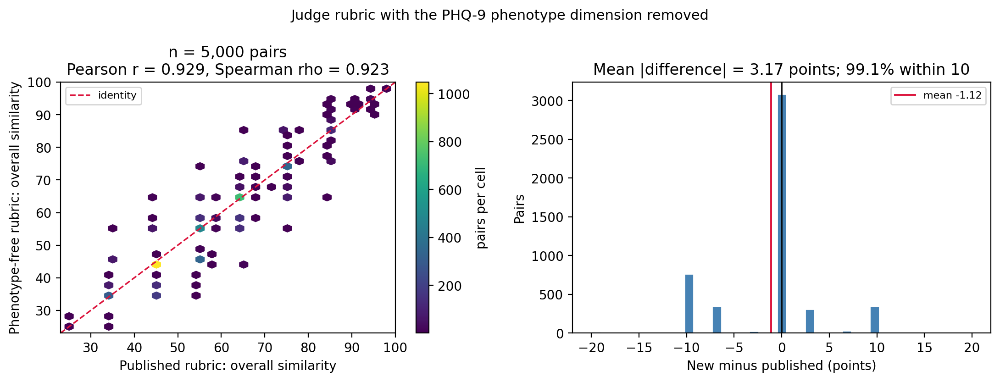 Judge rubric with the PHQ-9 phenotype dimension removed
n = 5,000 pairs
Pearson r = 0.929, Spearman rho = 0.923
identity
100
90
80
70
60
50
40
30
Phenotype-free rubric: overall similarity
30 40 50 60 70 80 90 100
Published rubric: overall similarity
1000
800
600
400
200
pairs per cell
Mean |difference| = 3.17 points; 99.1% within 10
mean -1.12
3000
2500
2000
1500
1000
500
0
Pairs
−20 −15 −10 −5 0 5 10 15 20
New minus published (points)